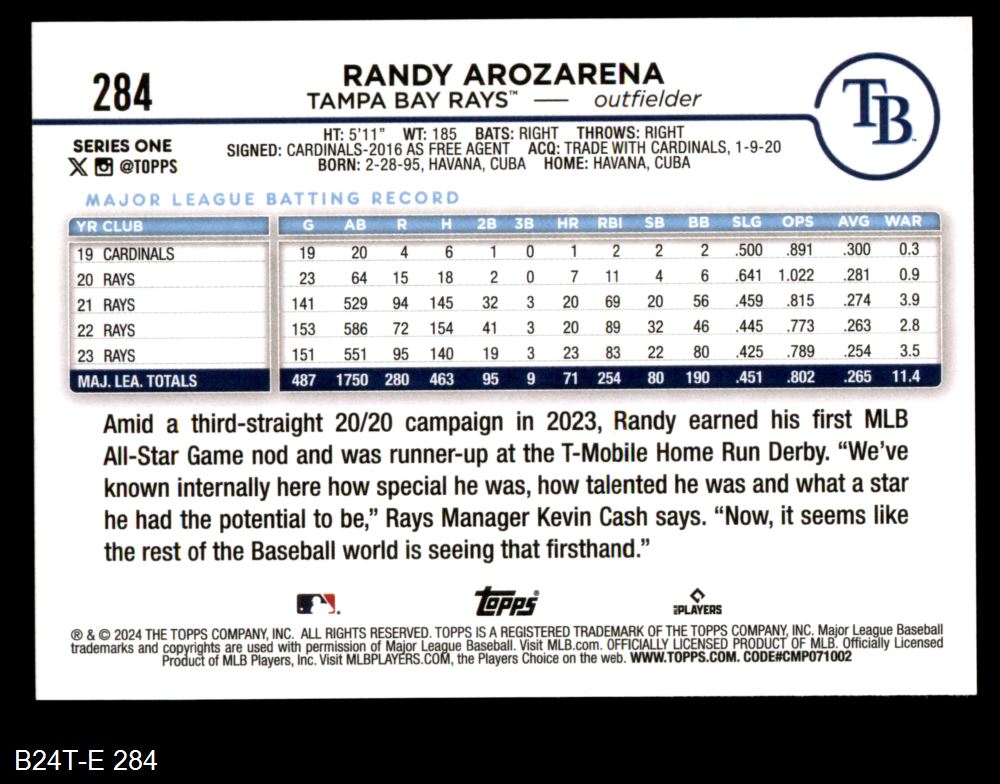 284
RANDY AROZARENA
TAMPA BAY RAYS™ — outfielder
TB
SERIES ONE
X @TOPPS
HT: 5'11" WT: 185 BATS: RIGHT THROWS: RIGHT
SIGNED: CARDINALS-2016 AS FREE AGENT ACQ: TRADE WITH CARDINALS, 1-9-20
BORN: 2-28-95, HAVANA, CUBA HOME: HAVANA, CUBA
MAJOR LEAGUE BATTING RECORD
YR CLUB G AB R H 2B 3B HR RBI SB BB SLG OPS AVG WAR
19 CARDINALS 19 20 4 6 1 0 1 2 2 2 .500 .891 .300 0.3
20 RAYS 23 64 15 18 2 0 7 11 4 6 .641 1.022 .281 0.9
21 RAYS 141 529 94 145 32 3 20 69 20 56 .459 .815 .274 3.9
22 RAYS 153 586 72 154 41 3 20 89 32 46 .445 .773 .263 2.8
23 RAYS 151 551 95 140 19 3 23 83 22 80 .425 .789 .254 3.5
MAJ. LEA. TOTALS 487 1750 280 463 95 9 71 254 80 190 .451 .802 .265 11.4
Amid a third-straight 20/20 campaign in 2023, Randy earned his first MLB
All-Star Game nod and was runner-up at the T-Mobile Home Run Derby. “We’ve
known internally here how special he was, how talented he was and what a star
he had the potential to be,” Rays Manager Kevin Cash says. “Now, it seems like
the rest of the Baseball world is seeing that firsthand.”
Topps® PLAYERS
® & © 2024 THE TOPPS COMPANY, INC. ALL RIGHTS RESERVED. TOPPS IS A REGISTERED TRADEMARK OF THE TOPPS COMPANY, INC. Major League Baseball
trademarks and copyrights are used with permission of Major League Baseball. Visit MLB.com. OFFICIALLY LICENSED PRODUCT OF MLB. Officially Licensed
Product of MLB Players, Inc. Visit MLBPLAYERS.COM, the Players Choice on the web. WWW.TOPPS.COM. CODE#CMP071002
B24T-E 284